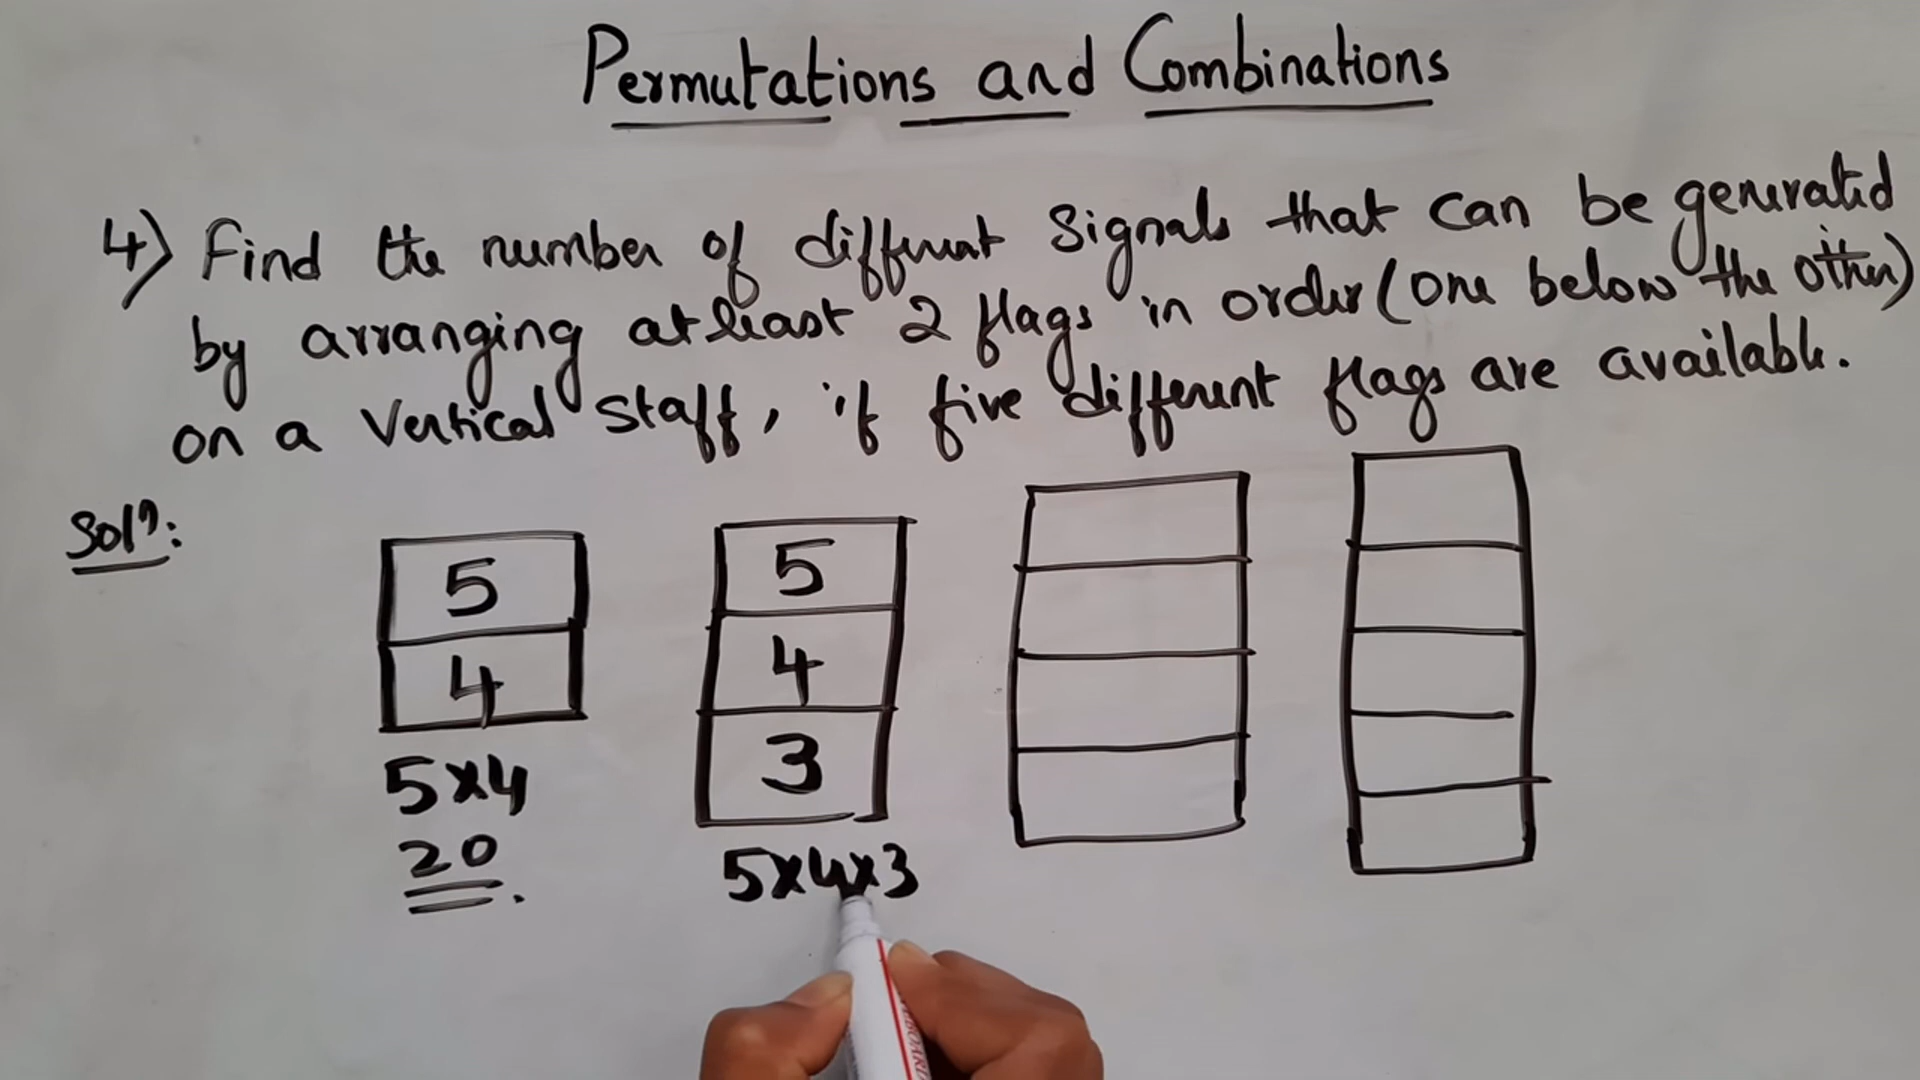 Permutations and Combinations
4) Find the number of different signals that can be generated
by arranging atleast 2 flags in order (one below the other)
on a vertical staff, if five different flags are available.
Soln:
5
4
5x4
20
5
4
3
5x4x3